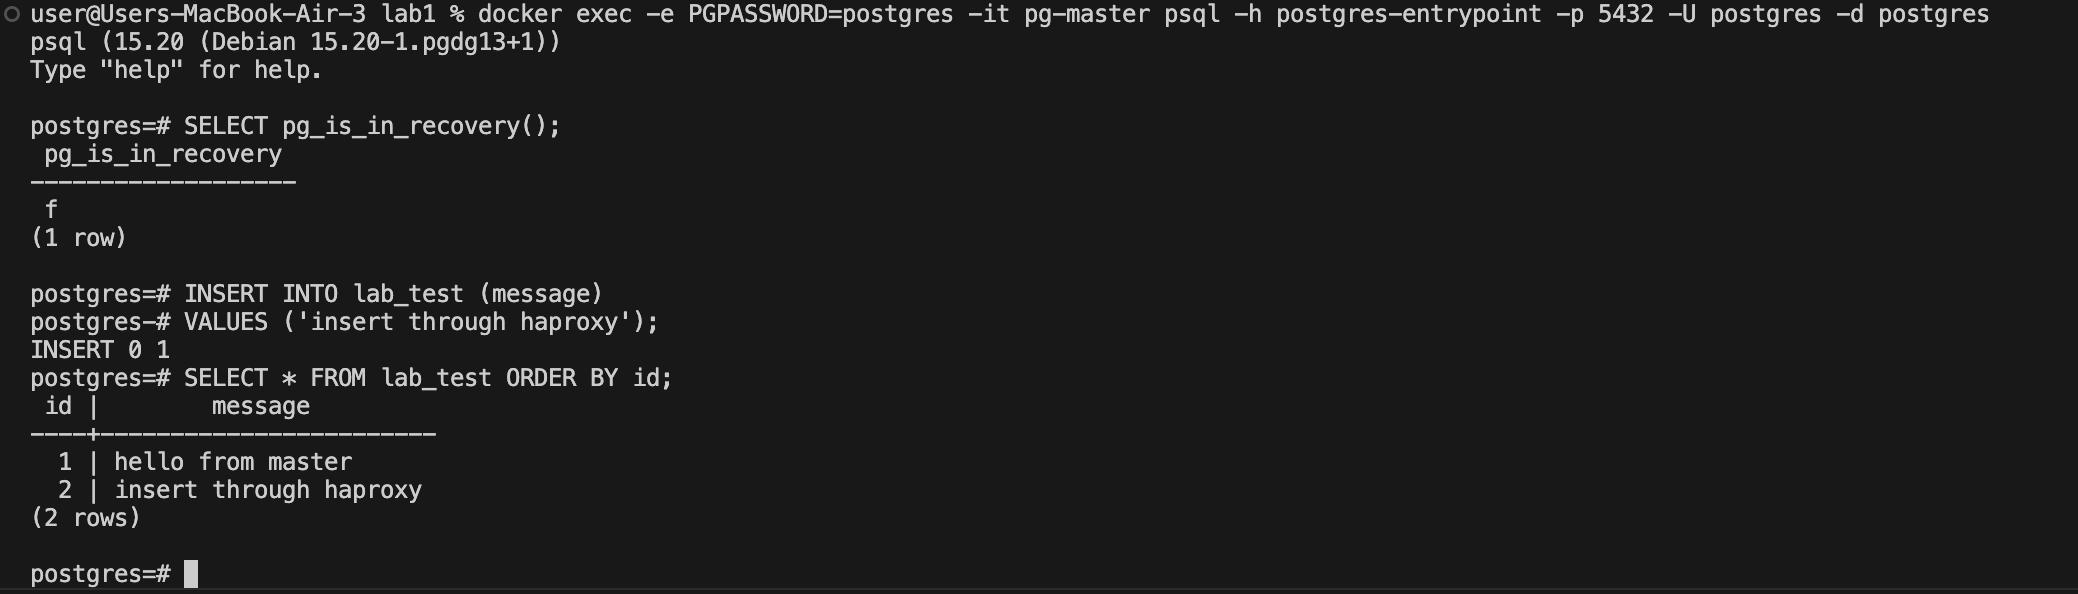 user@Users-MacBook-Air-3 lab1 % docker exec -e PGPASSWORD=postgres -it pg-master psql -h postgres-entrypoint -p 5432 -U postgres -d postgres
psql (15.20 (Debian 15.20-1.pgdg13+1))
Type "help" for help.

postgres=# SELECT pg_is_in_recovery();
 pg_is_in_recovery
-------------------
 f
(1 row)

postgres=# INSERT INTO lab_test (message)
postgres-# VALUES ('insert through haproxy');
INSERT 0 1
postgres=# SELECT * FROM lab_test ORDER BY id;
 id |        message
----+------------------------
  1 | hello from master
  2 | insert through haproxy
(2 rows)

postgres=#